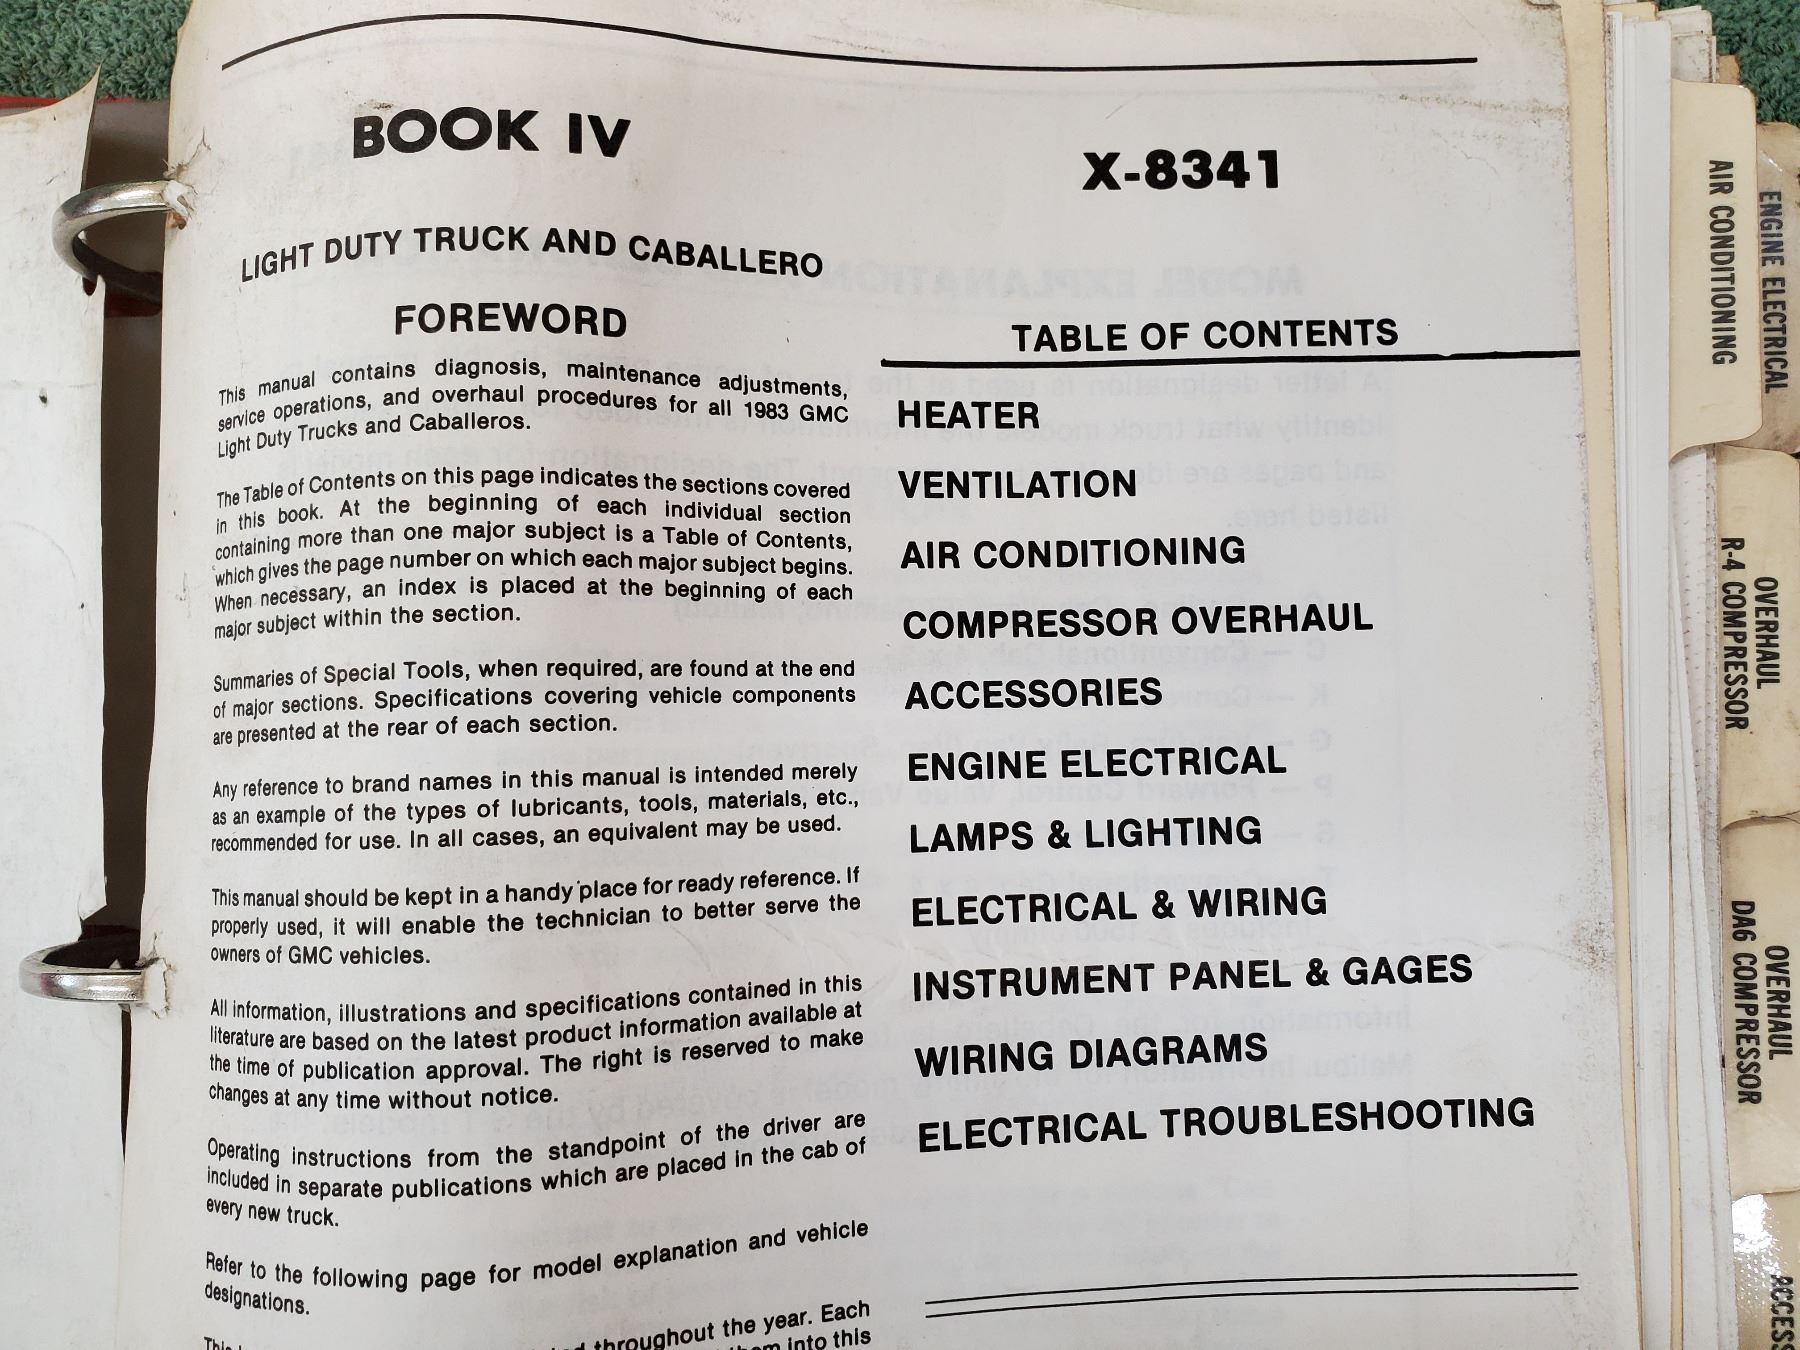 BOOK IV
X-8341
LIGHT DUTY TRUCK AND CABALLERO
FOREWORD
This manual contains diagnosis, maintenance adjustments,
service operations, and overhaul procedures for all 1983 GMC
Light Duty Trucks and Caballeros.
The Table of Contents on this page indicates the sections covered
in this book. At the beginning of each individual section
containing more than one major subject is a Table of Contents,
which gives the page number on which each major subject begins.
When necessary, an index is placed at the beginning of each
major subject within the section.
Summaries of Special Tools, when required, are found at the end
of major sections. Specifications covering vehicle components
are presented at the rear of each section.
Any reference to brand names in this manual is intended merely
as an example of the types of lubricants, tools, materials, etc.,
recommended for use. In all cases, an equivalent may be used.
This manual should be kept in a handy place for ready reference. If
properly used, it will enable the technician to better serve the
owners of GMC vehicles.
All information, illustrations and specifications contained in this
literature are based on the latest product information available at
the time of publication approval. The right is reserved to make
changes at any time without notice.
Operating instructions from the standpoint of the driver are
included in separate publications which are placed in the cab of
every new truck.
Refer to the following page for model explanation and vehicle
designations.
throughout the year. Each
into this
TABLE OF CONTENTS
HEATER
VENTILATION
AIR CONDITIONING
COMPRESSOR OVERHAUL
ACCESSORIES
ENGINE ELECTRICAL
LAMPS & LIGHTING
ELECTRICAL & WIRING
INSTRUMENT PANEL & GAGES
WIRING DIAGRAMS
ELECTRICAL TROUBLESHOOTING
AIR CONDITIONING
ENGINE ELECTRICAL
OVERHAUL
R-4 COMPRESSOR
OVERHAUL
DA6 COMPRESSOR